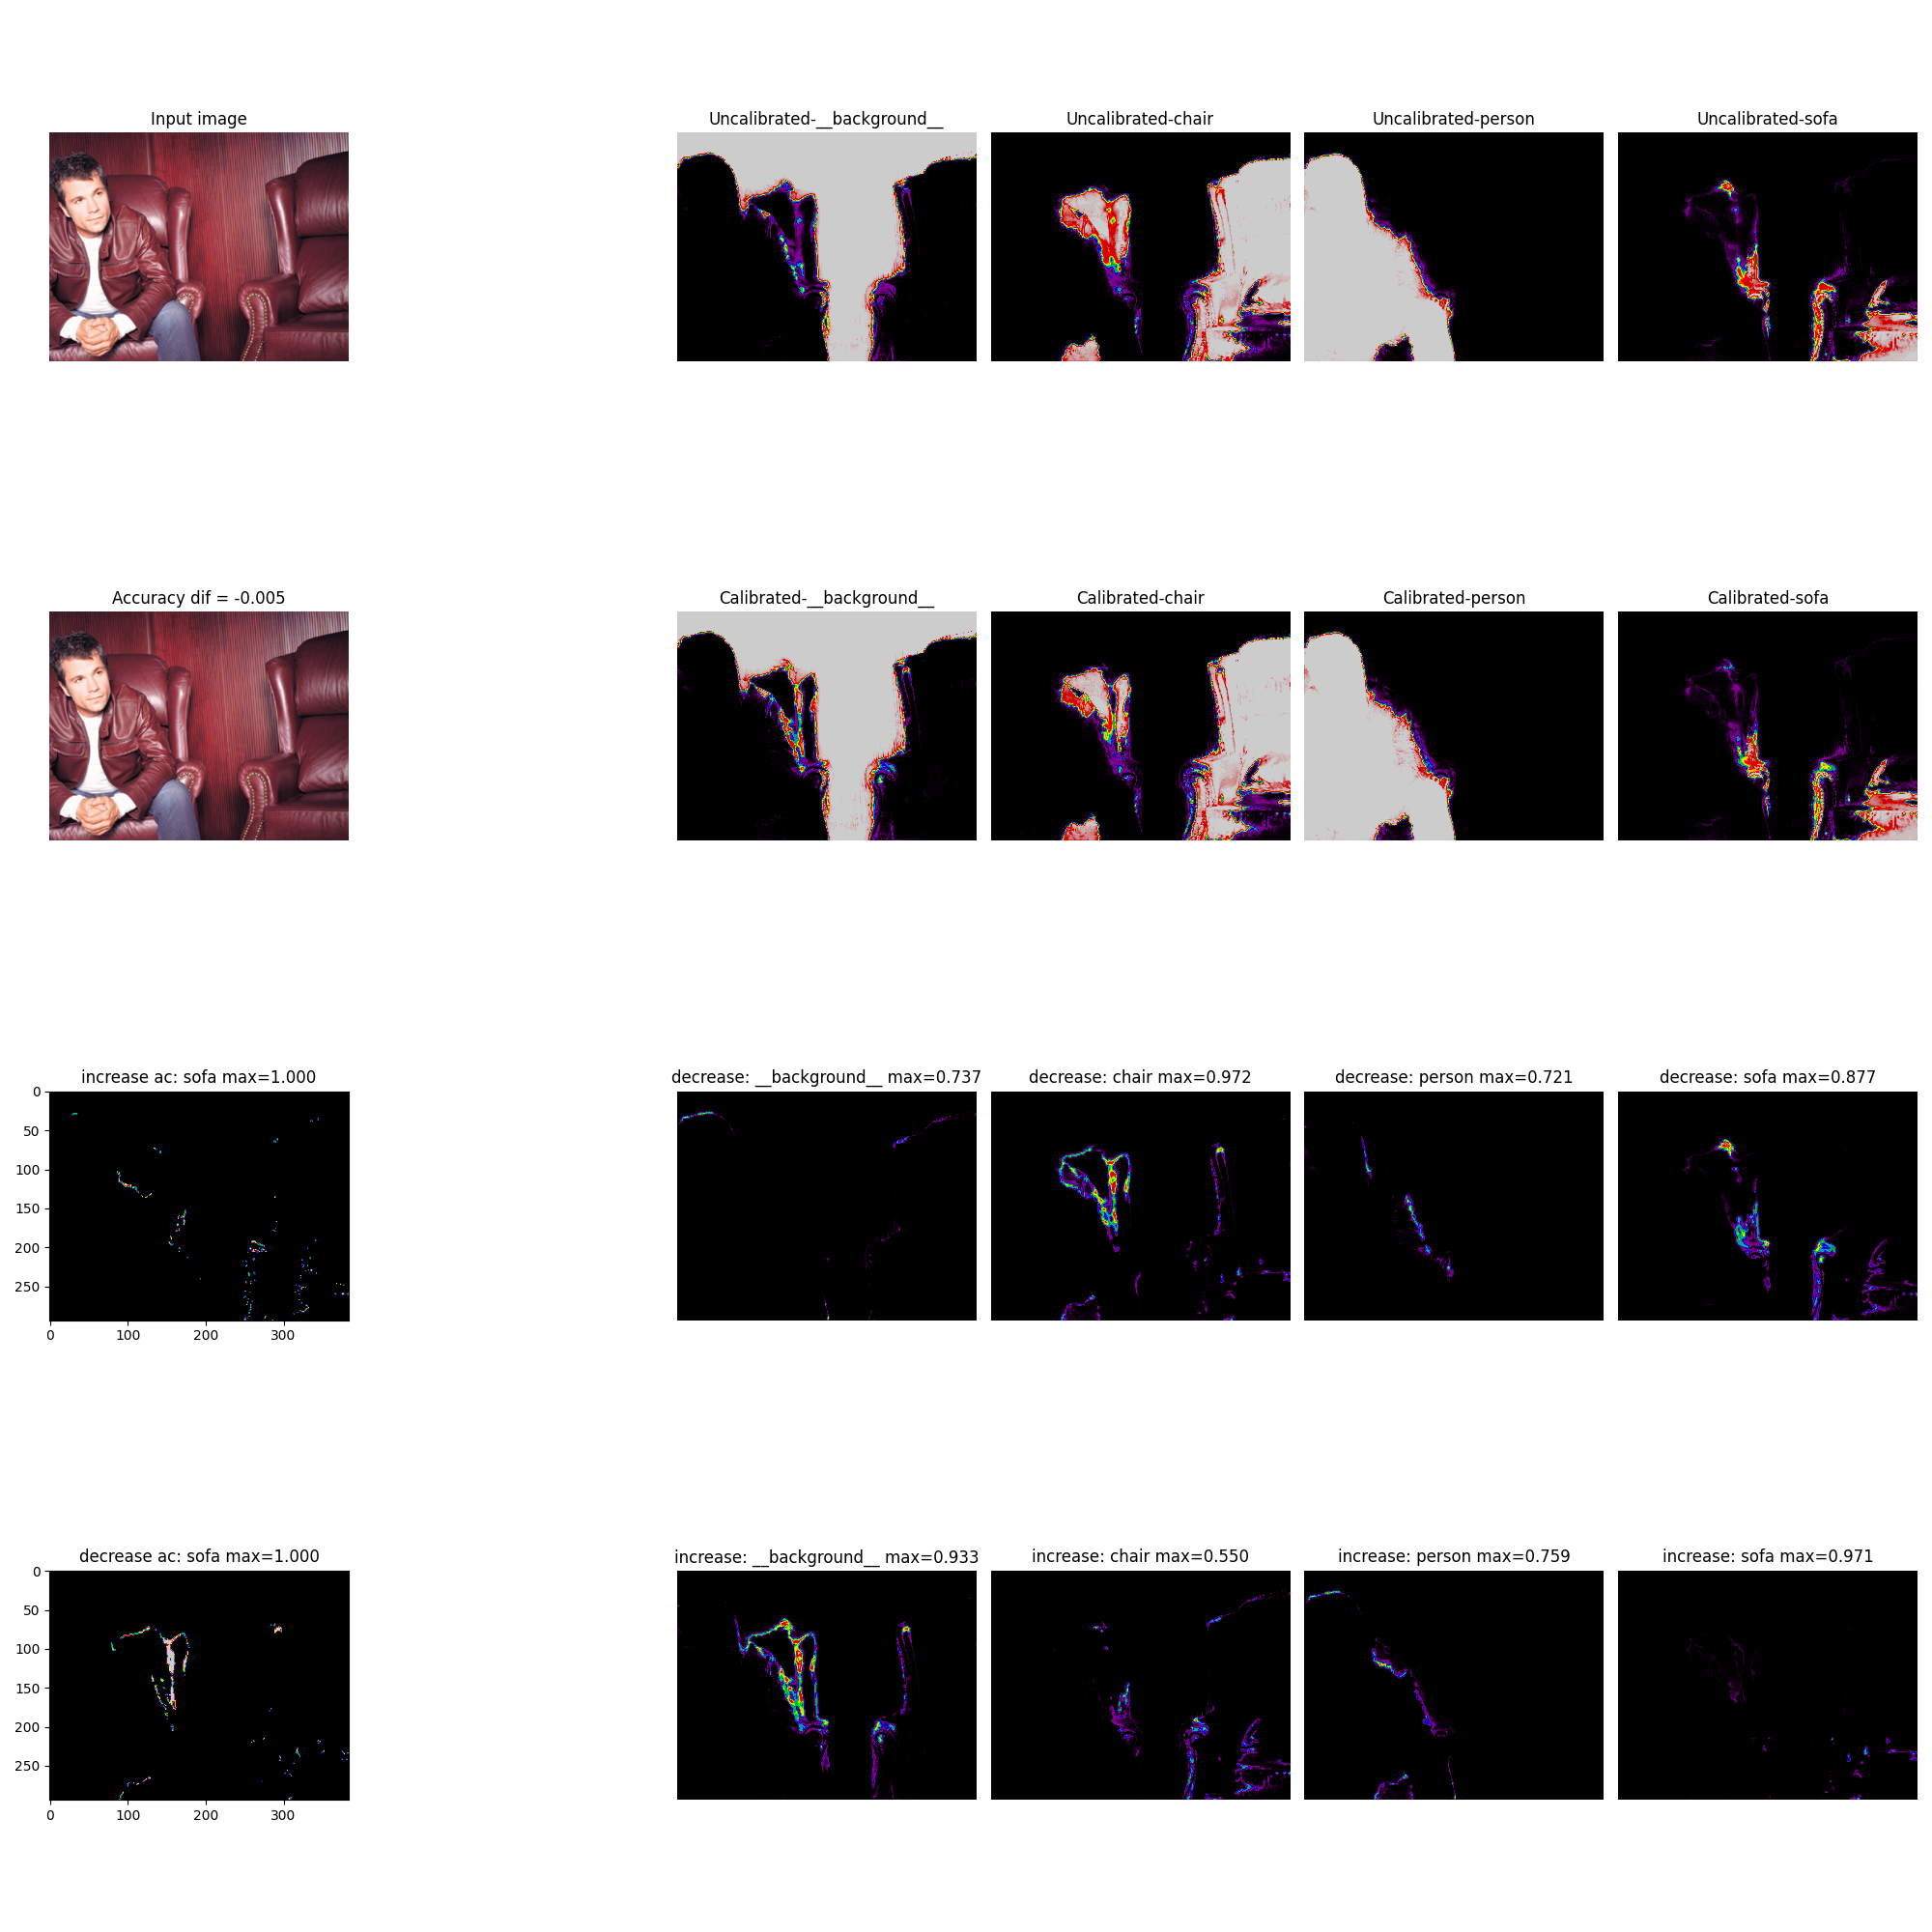 Input image
Uncalibrated-__background__
Uncalibrated-chair
Uncalibrated-person
Uncalibrated-sofa
Accuracy dif = -0.005
Calibrated-__background__
Calibrated-chair
Calibrated-person
Calibrated-sofa
increase ac: sofa max=1.000
decrease: __background__ max=0.737
decrease: chair max=0.972
decrease: person max=0.721
decrease: sofa max=0.877
0
50
100
150
200
250
0 100 200 300
decrease ac: sofa max=1.000
increase: __background__ max=0.933
increase: chair max=0.550
increase: person max=0.759
increase: sofa max=0.971
0
50
100
150
200
250
0 100 200 300